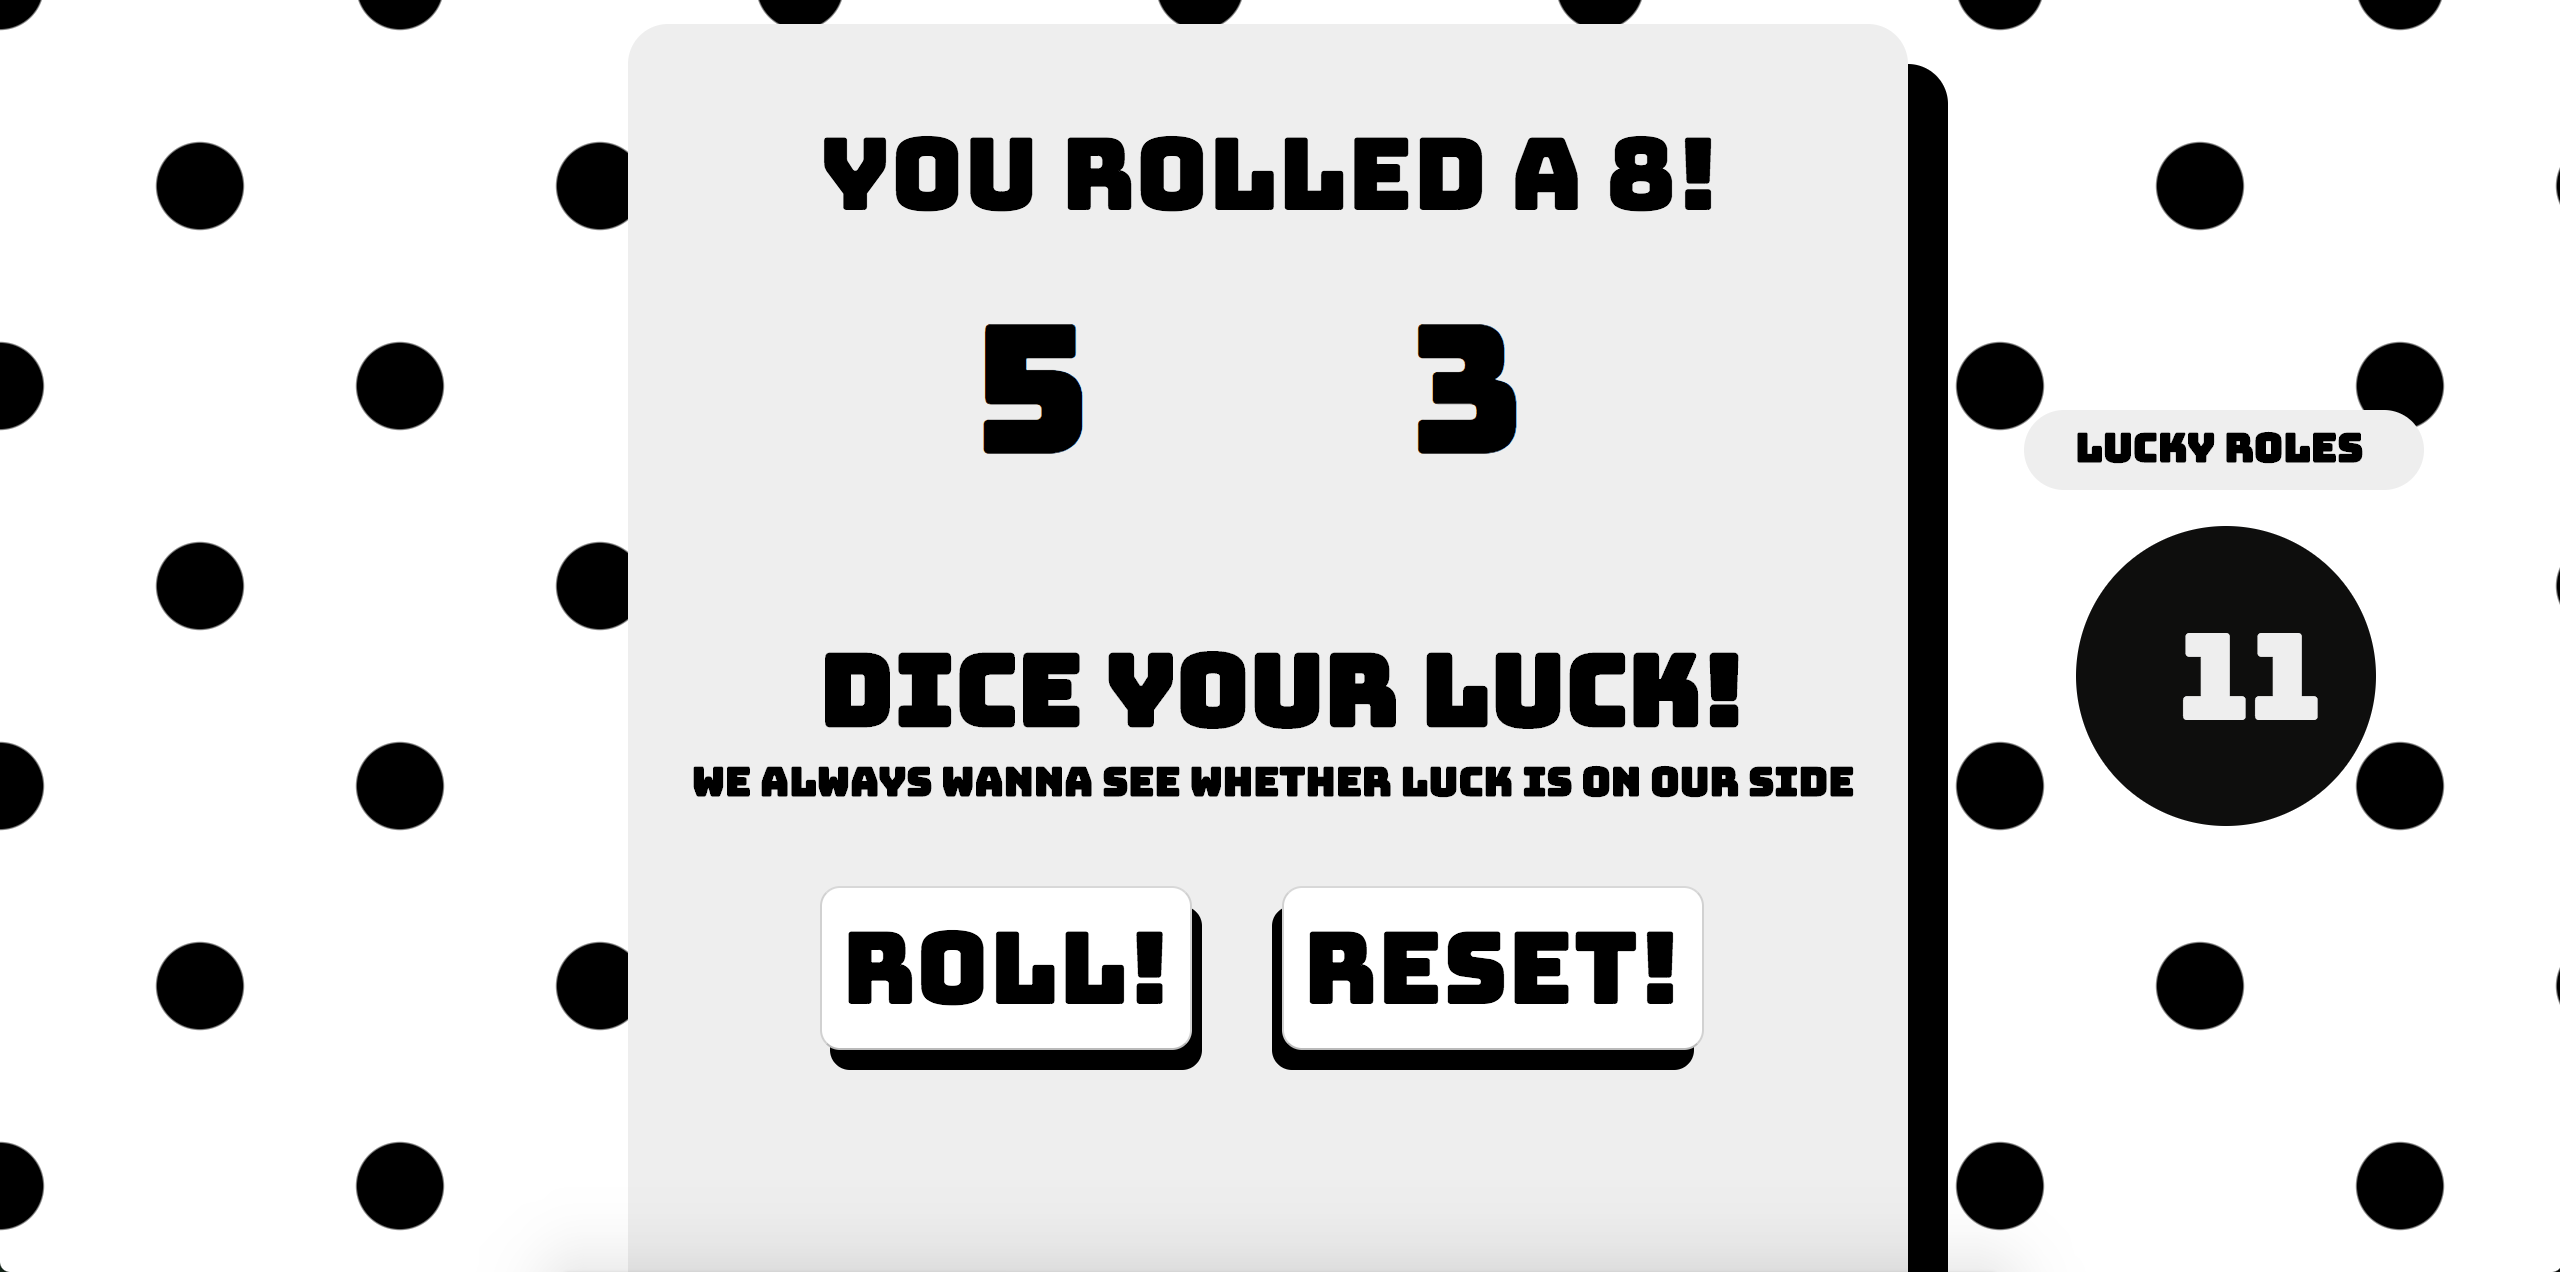 YOU ROLLED A 8!
5 3
LUCKY ROLES
11
DICE YOUR LUCK!
WE ALWAYS WANNA SEE WHETHER LUCK IS ON OUR SIDE
ROLL! RESET!